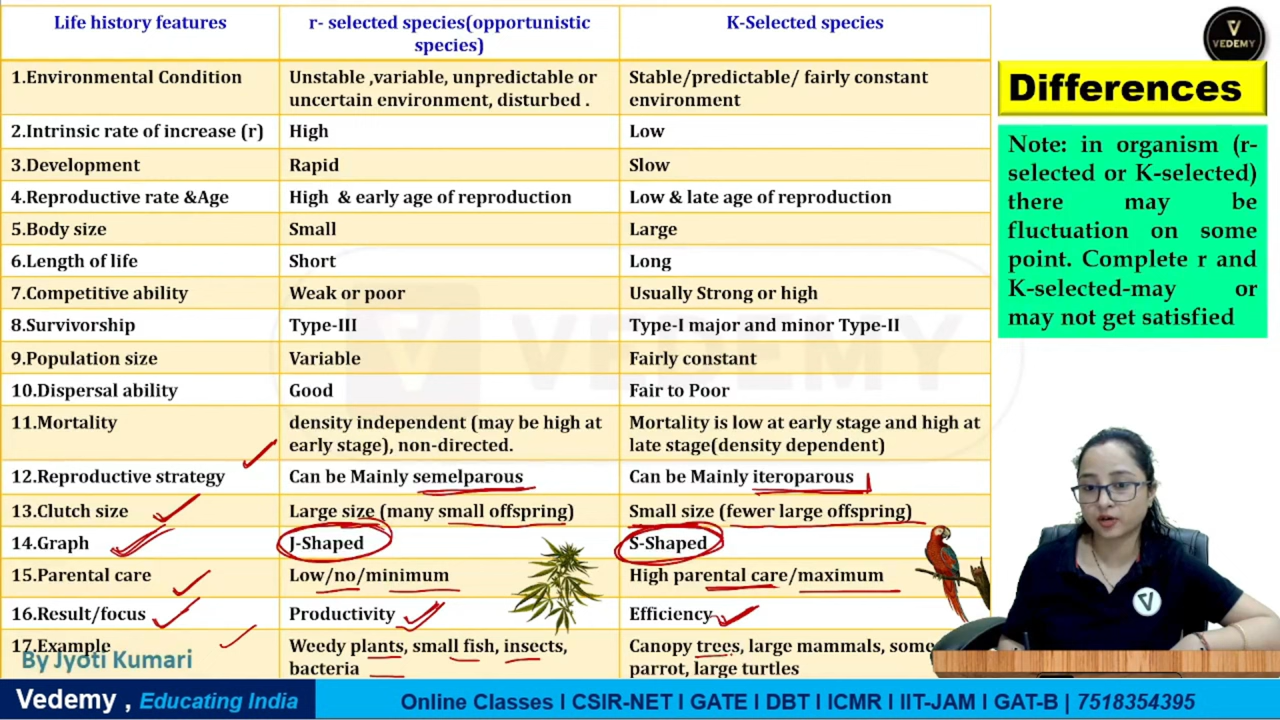 Life history features
r- selected species(opportunistic
species)
K-Selected species
1.Environmental Condition
Unstable ,variable, unpredictable or
uncertain environment, disturbed .
Stable/predictable/ fairly constant
environment
2.Intrinsic rate of increase (r)
High
Low
3.Development
Rapid
Slow
4.Reproductive rate &Age
High & early age of reproduction
Low & late age of reproduction
5.Body size
Small
Large
6.Length of life
Short
Long
7.Competitive ability
Weak or poor
Usually Strong or high
8.Survivorship
Type-III
Type-I major and minor Type-II
9.Population size
Variable
Fairly constant
10.Dispersal ability
Good
Fair to Poor
11.Mortality
density independent (may be high at
early stage), non-directed.
Mortality is low at early stage and high at
late stage(density dependent)
12.Reproductive strategy
Can be Mainly semelparous
Can be Mainly iteroparous
13.Clutch size
Large size (many small offspring)
Small size (fewer large offspring)
14.Graph
J-Shaped
S-Shaped
15.Parental care
Low/no/minimum
High parental care/maximum
16.Result/focus
Productivity
Efficiency
17.Example
Weedy plants, small fish, insects,
bacteria
Canopy trees, large mammals, some
parrot, large turtles
VEDEMY
VEDEMY
Differences
Note: in organism (r-
selected or K-selected)
there may be
fluctuation on some
point. Complete r and
K-selected-may or
may not get satisfied
By Jyoti Kumari
Vedemy , Educating India
Online Classes I CSIR-NET I GATE I DBT I ICMR I IIT-JAM I GAT-B | 7518354395